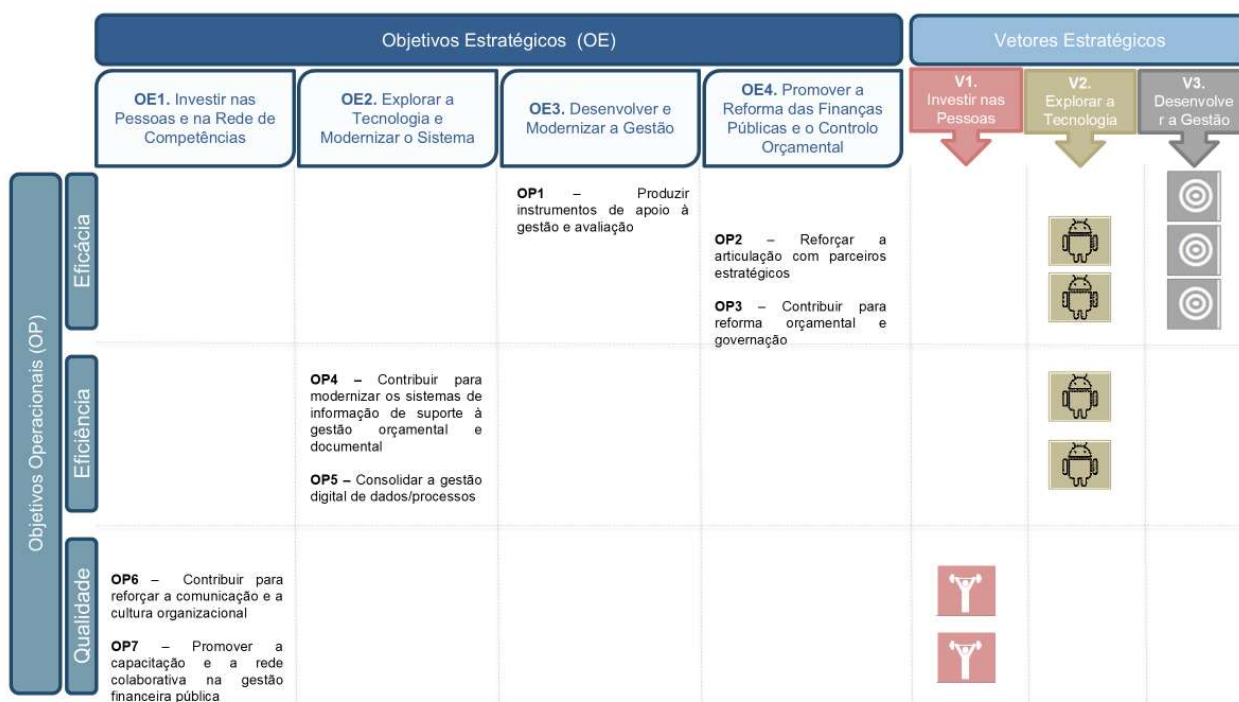 Objetivos Estratégicos (OE)
Vetores Estratégicos
OE1. Investir nas
Pessoas e na Rede de
Competências
OE2. Explorar a
Tecnologia e
Modernizar o Sistema
OE3. Desenvolver e
Modernizar a Gestão
OE4. Promover a
Reforma das Finanças
Públicas e o Controlo
Orçamental
V1.
Investir nas
Pessoas
V2.
Explorar a
Tecnologia
V3.
Desenvolve
r a Gestão
Objetivos Operacionais (OP)
Eficácia
OP1 – Produzir
instrumentos de apoio à
gestão e avaliação
OP2 – Reforçar a
articulação com parceiros
estratégicos
OP3 – Contribuir para
reforma orçamental e
governação
Eficiência
OP4 – Contribuir para
modernizar os sistemas de
informação de suporte à
gestão orçamental e
documental
OP5 – Consolidar a gestão
digital de dados/processos
Qualidade
OP6 – Contribuir para
reforçar a comunicação e a
cultura organizacional
OP7 – Promover a
capacitação e a rede
colaborativa na gestão
financeira pública